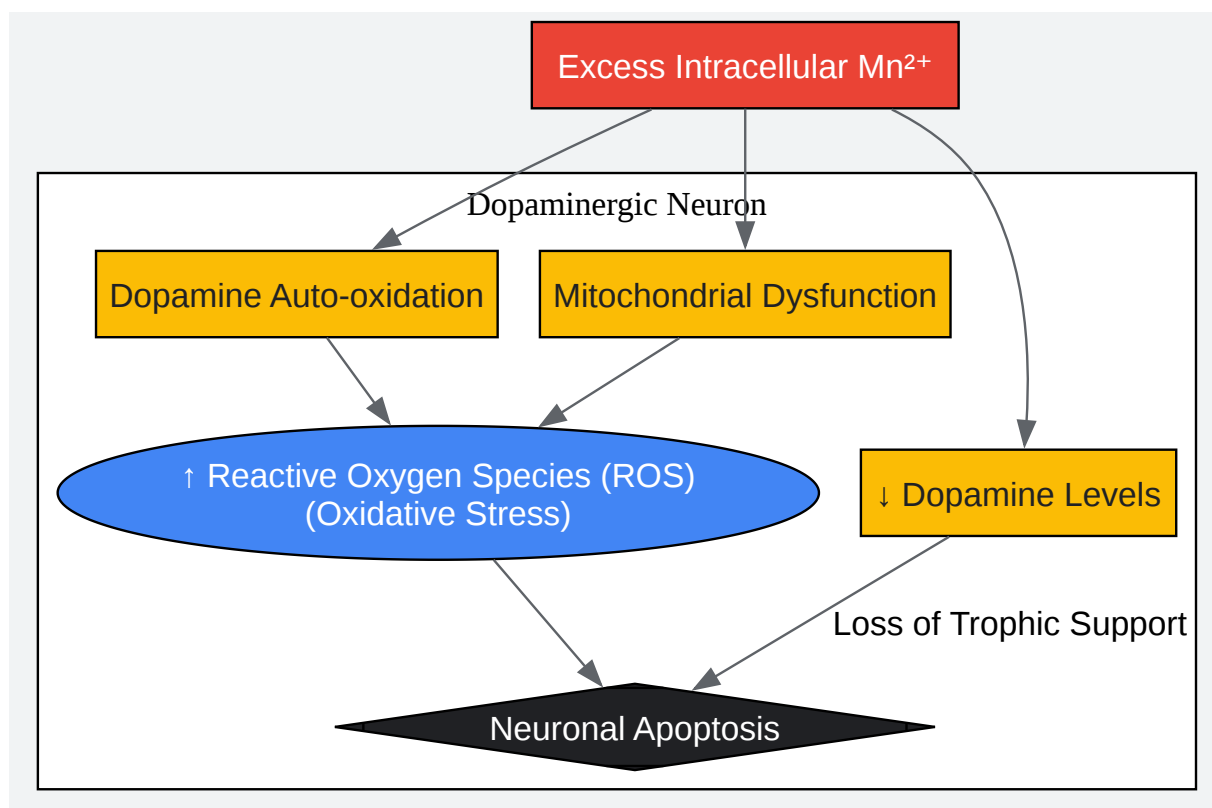 Excess Intracellular Mn²⁺
Dopaminergic Neuron
Dopamine Auto-oxidation
Mitochondrial Dysfunction
↑ Reactive Oxygen Species (ROS)
(Oxidative Stress)
↓ Dopamine Levels
Loss of Trophic Support
Neuronal Apoptosis